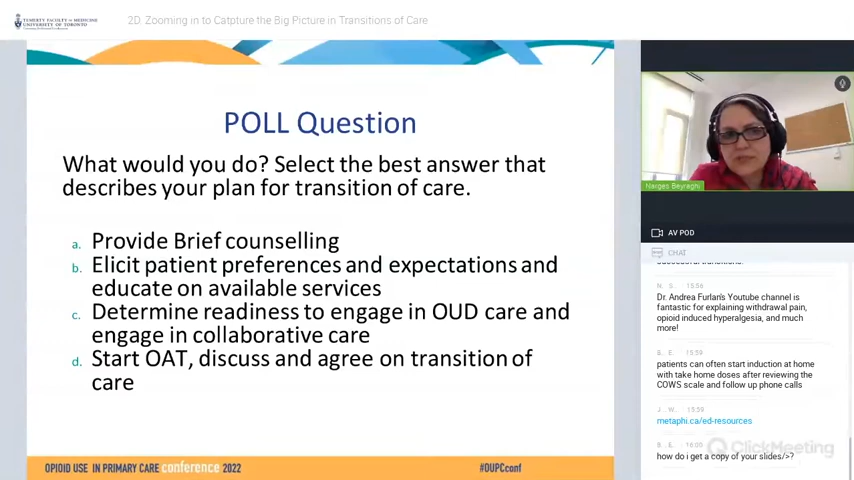 TEMERTY FACULTY OF MEDICINE
UNIVERSITY OF TORONTO
2D. Zooming in to Catpture the Big Picture in Transitions of Care
POLL Question
What would you do? Select the best answer that
describes your plan for transition of care.
a. Provide Brief counselling
b. Elicit patient preferences and expectations and
educate on available services
c. Determine readiness to engage in OUD care and
engage in collaborative care
d. Start OAT, discuss and agree on transition of
care
OPIOID USE IN PRIMARY CARE conference 2022
#OUPCconf
Narges Beyraghi
AV POD
CHAT
N. S. 15:56
Dr. Andrea Furlan's Youtube channel is
fantastic for explaining withdrawal pain,
opioid induced hyperalgesia, and much
more!
B. E. 15:59
patients can often start induction at home
with take home doses after reviewing the
COWS scale and follow up phone calls
J. W. 15:59
metaphi.ca/ed-resources
B. E. 16:00
how do i get a copy of your slides/>?
ClickMeeting